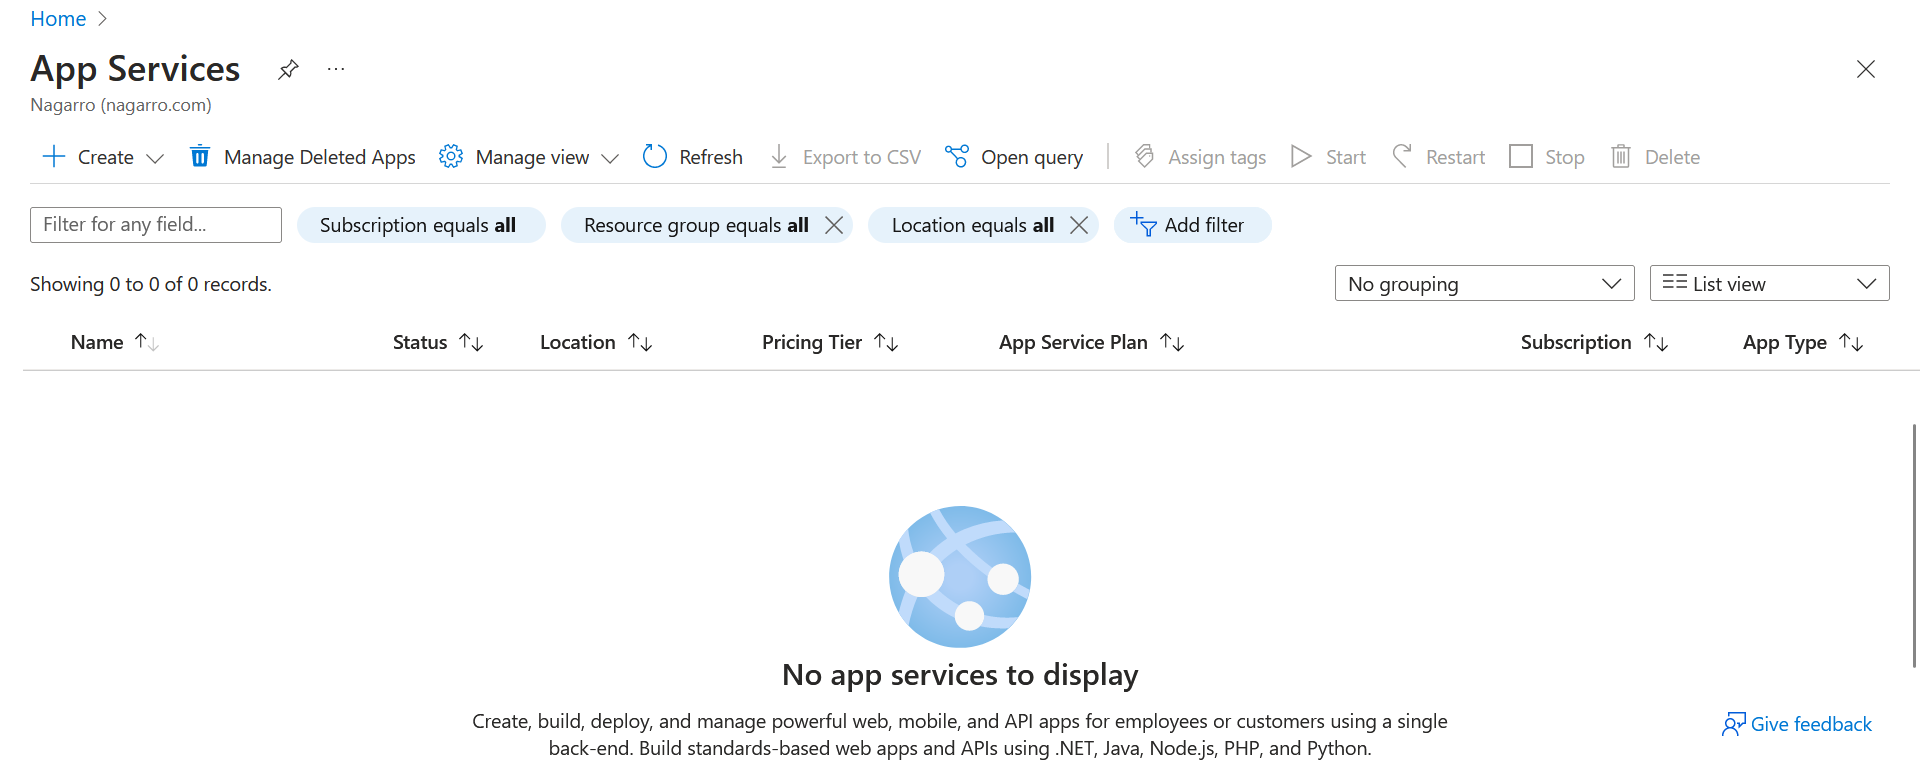 Home
App Services
Nagarro (nagarro.com)
Create Manage Deleted Apps Manage view Refresh Export to CSV Open query Assign tags Start Restart Stop Delete
Filter for any field... Subscription equals all Resource group equals all Location equals all Add filter
Showing 0 to 0 of 0 records. No grouping List view
Name Status Location Pricing Tier App Service Plan Subscription App Type
No app services to display
Create, build, deploy, and manage powerful web, mobile, and API apps for employees or customers using a single
back-end. Build standards-based web apps and APIs using .NET, Java, Node.js, PHP, and Python.
Give feedback